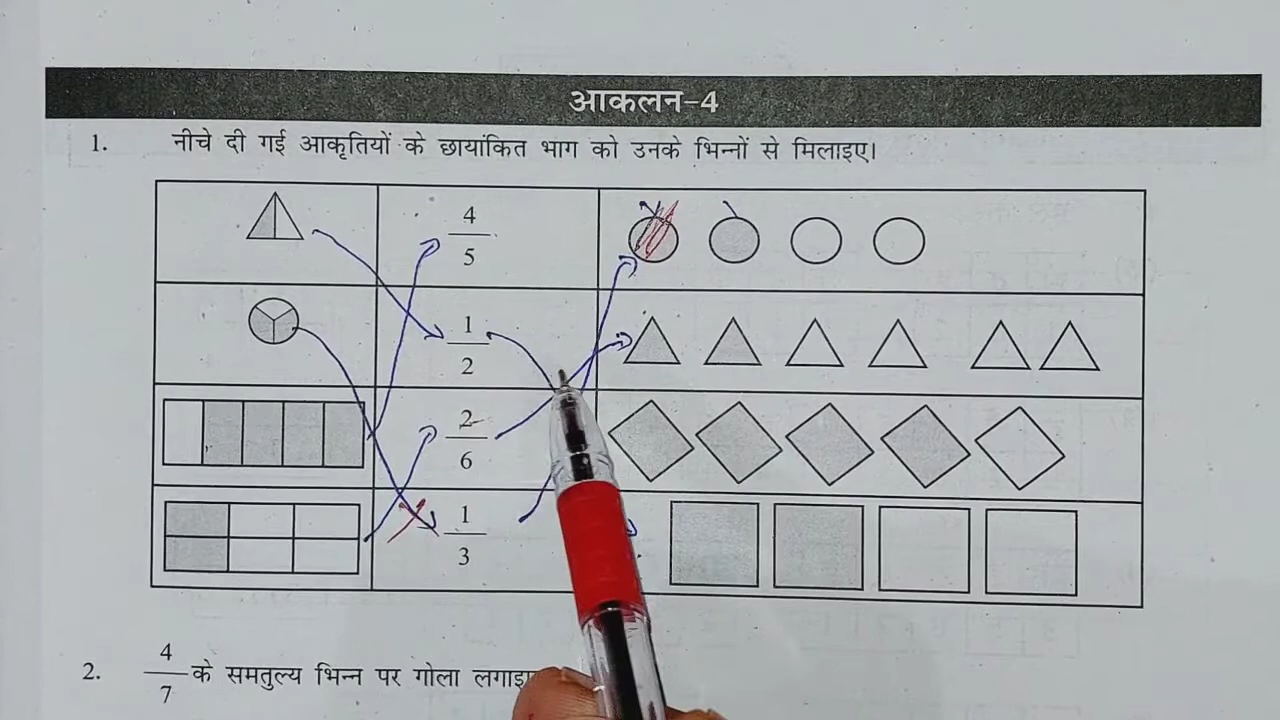 आकलन-4
1. नीचे दी गई आकृतियों के छायांकित भाग को उनके भिन्नों से मिलाइए।
4/5
1/2
2/6
1/3
2. 4/7 के समतुल्य भिन्न पर गोला